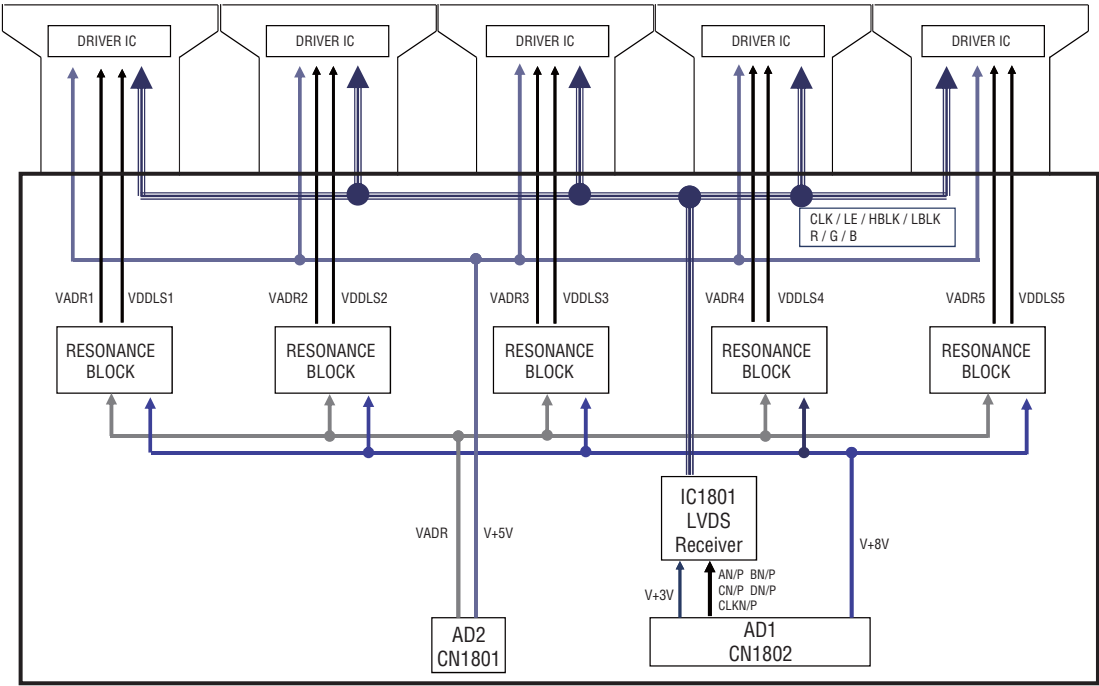 DRIVER IC
DRIVER IC
DRIVER IC
DRIVER IC
DRIVER IC
CLK / LE / HBLK / LBLK
R / G / B
VADR1
VDDLS1
VADR2
VDDLS2
VADR3
VDDLS3
VADR4
VDDLS4
VADR5
VDDLS5
RESONANCE
BLOCK
RESONANCE
BLOCK
RESONANCE
BLOCK
RESONANCE
BLOCK
RESONANCE
BLOCK
IC1801
LVDS
Receiver
VADR
V+5V
V+8V
V+3V
AN/P BN/P
CN/P DN/P
CLKN/P
AD2
CN1801
AD1
CN1802